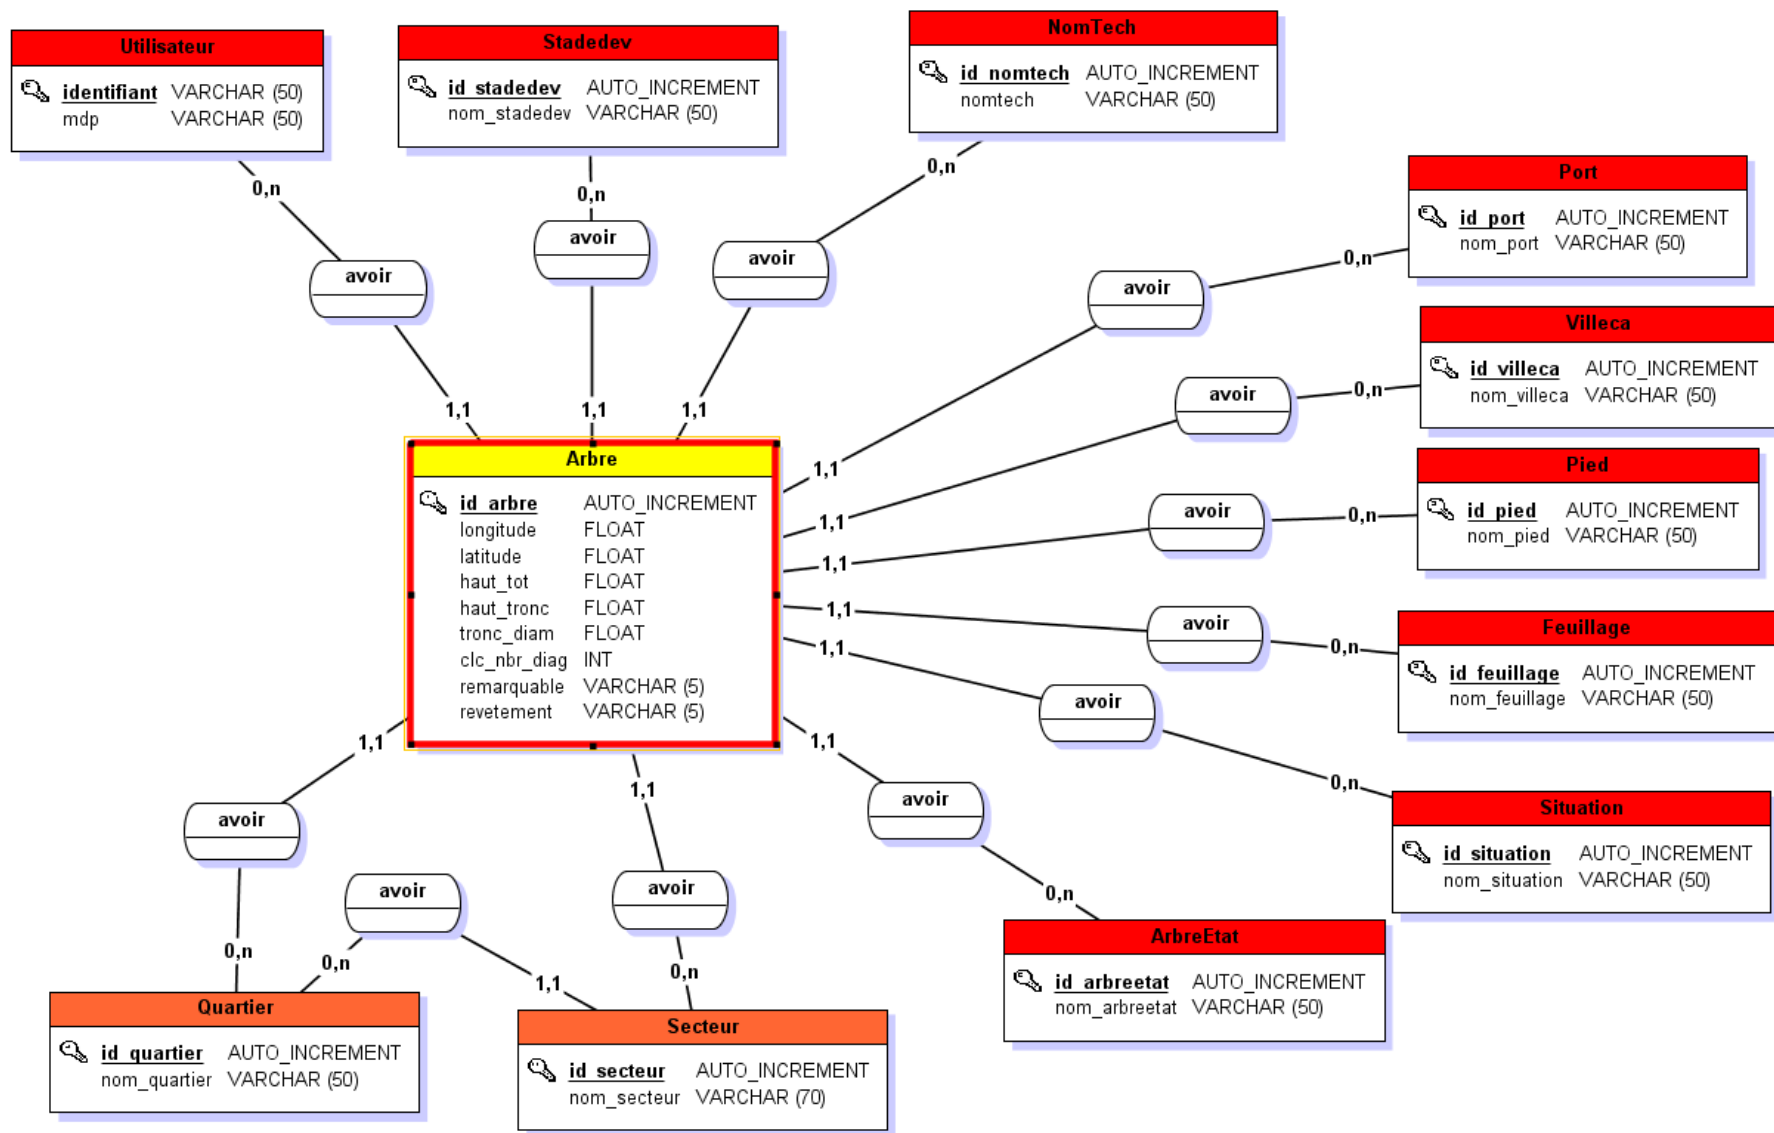 Utilisateur
identifiant VARCHAR (50)
mdp VARCHAR (50)
Stadedev
id_stadedev AUTO_INCREMENT
nom_stadedev VARCHAR (50)
NomTech
id_nomtech AUTO_INCREMENT
nomtech VARCHAR (50)
Port
id_port AUTO_INCREMENT
nom_port VARCHAR (50)
0,n
0,n
0,n
0,n
avoir
avoir
avoir
avoir
Villeca
id_villeca AUTO_INCREMENT
nom_villeca VARCHAR (50)
0,n
avoir
1,1
1,1
1,1
1,1
1,1
1,1
1,1
1,1
Arbre
id_arbre AUTO_INCREMENT
longitude FLOAT
latitude FLOAT
haut_tot FLOAT
haut_tronc FLOAT
tronc_diam FLOAT
clc_nbr_diag INT
remarquable VARCHAR (5)
revetement VARCHAR (5)
Pied
id_pied AUTO_INCREMENT
nom_pied VARCHAR (50)
0,n
avoir
Feuillage
id_feuillage AUTO_INCREMENT
nom_feuillage VARCHAR (50)
0,n
avoir
avoir
0,n
Situation
id_situation AUTO_INCREMENT
nom_situation VARCHAR (50)
1,1
1,1
1,1
avoir
avoir
avoir
avoir
0,n
0,n
1,1
0,n
0,n
ArbreEtat
id_arbreetat AUTO_INCREMENT
nom_arbreetat VARCHAR (50)
Quartier
id_quartier AUTO_INCREMENT
nom_quartier VARCHAR (50)
Secteur
id_secteur AUTO_INCREMENT
nom_secteur VARCHAR (70)